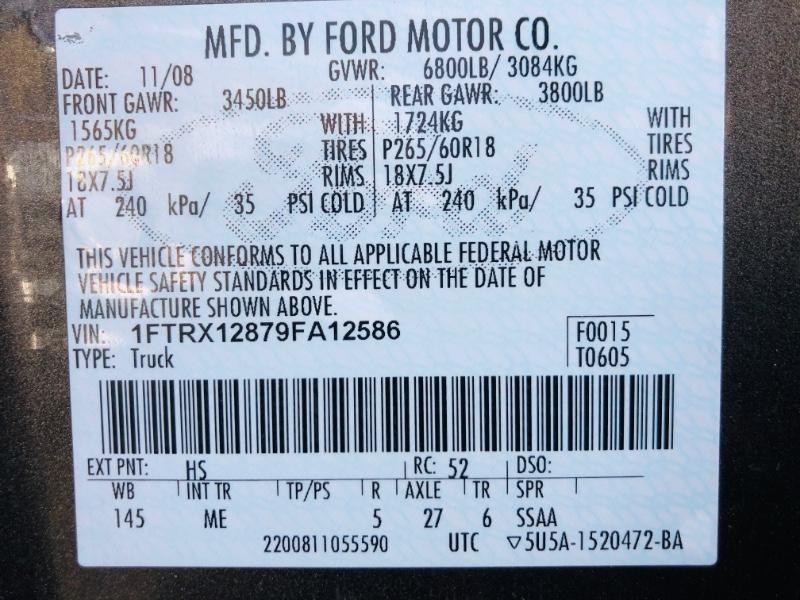 MFD. BY FORD MOTOR CO.
DATE: 11/08 GVWR: 6800LB/ 3084KG
FRONT GAWR: 3450LB REAR GAWR: 3800LB
1565KG WITH 1724KG WITH
P265/60R18 TIRES P265/60R18 TIRES
18X7.5J RIMS 18X7.5J RIMS
AT 240 kPa/ 35 PSI COLD AT 240 kPa/ 35 PSI COLD
THIS VEHICLE CONFORMS TO ALL APPLICABLE FEDERAL MOTOR
VEHICLE SAFETY STANDARDS IN EFFECT ON THE DATE OF
MANUFACTURE SHOWN ABOVE.
VIN: 1FTRX12879FA12586 F0015
TYPE: Truck T0605
EXT PNT: HS RC: 52 DSO:
WB INT TR TP/PS R AXLE TR SPR
145 ME 5 27 6 SSAA
2200811055590 UTC ▽5U5A-1520472-BA